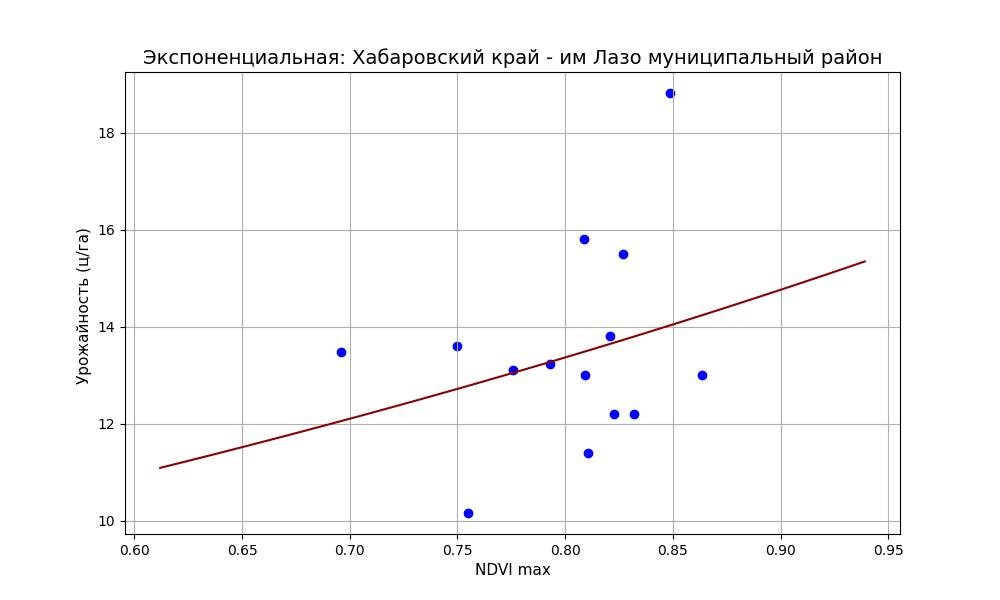 Экспоненциальная: Хабаровский край - им Лазо муниципальный район
Урожайность (ц/га)
18
16
14
12
10
0.60 0.65 0.70 0.75 0.80 0.85 0.90 0.95
NDVI max